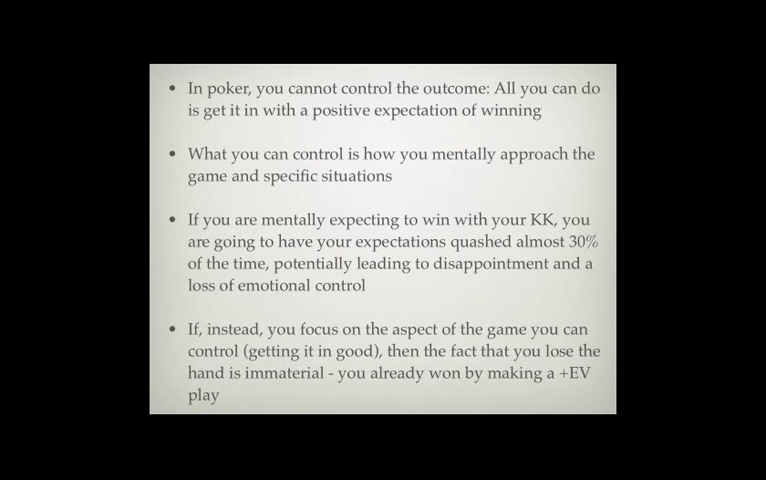 • In poker, you cannot control the outcome: All you can do
is get it in with a positive expectation of winning
• What you can control is how you mentally approach the
game and specific situations
• If you are mentally expecting to win with your KK, you
are going to have your expectations quashed almost 30%
of the time, potentially leading to disappointment and a
loss of emotional control
• If, instead, you focus on the aspect of the game you can
control (getting it in good), then the fact that you lose the
hand is immaterial - you already won by making a +EV
play